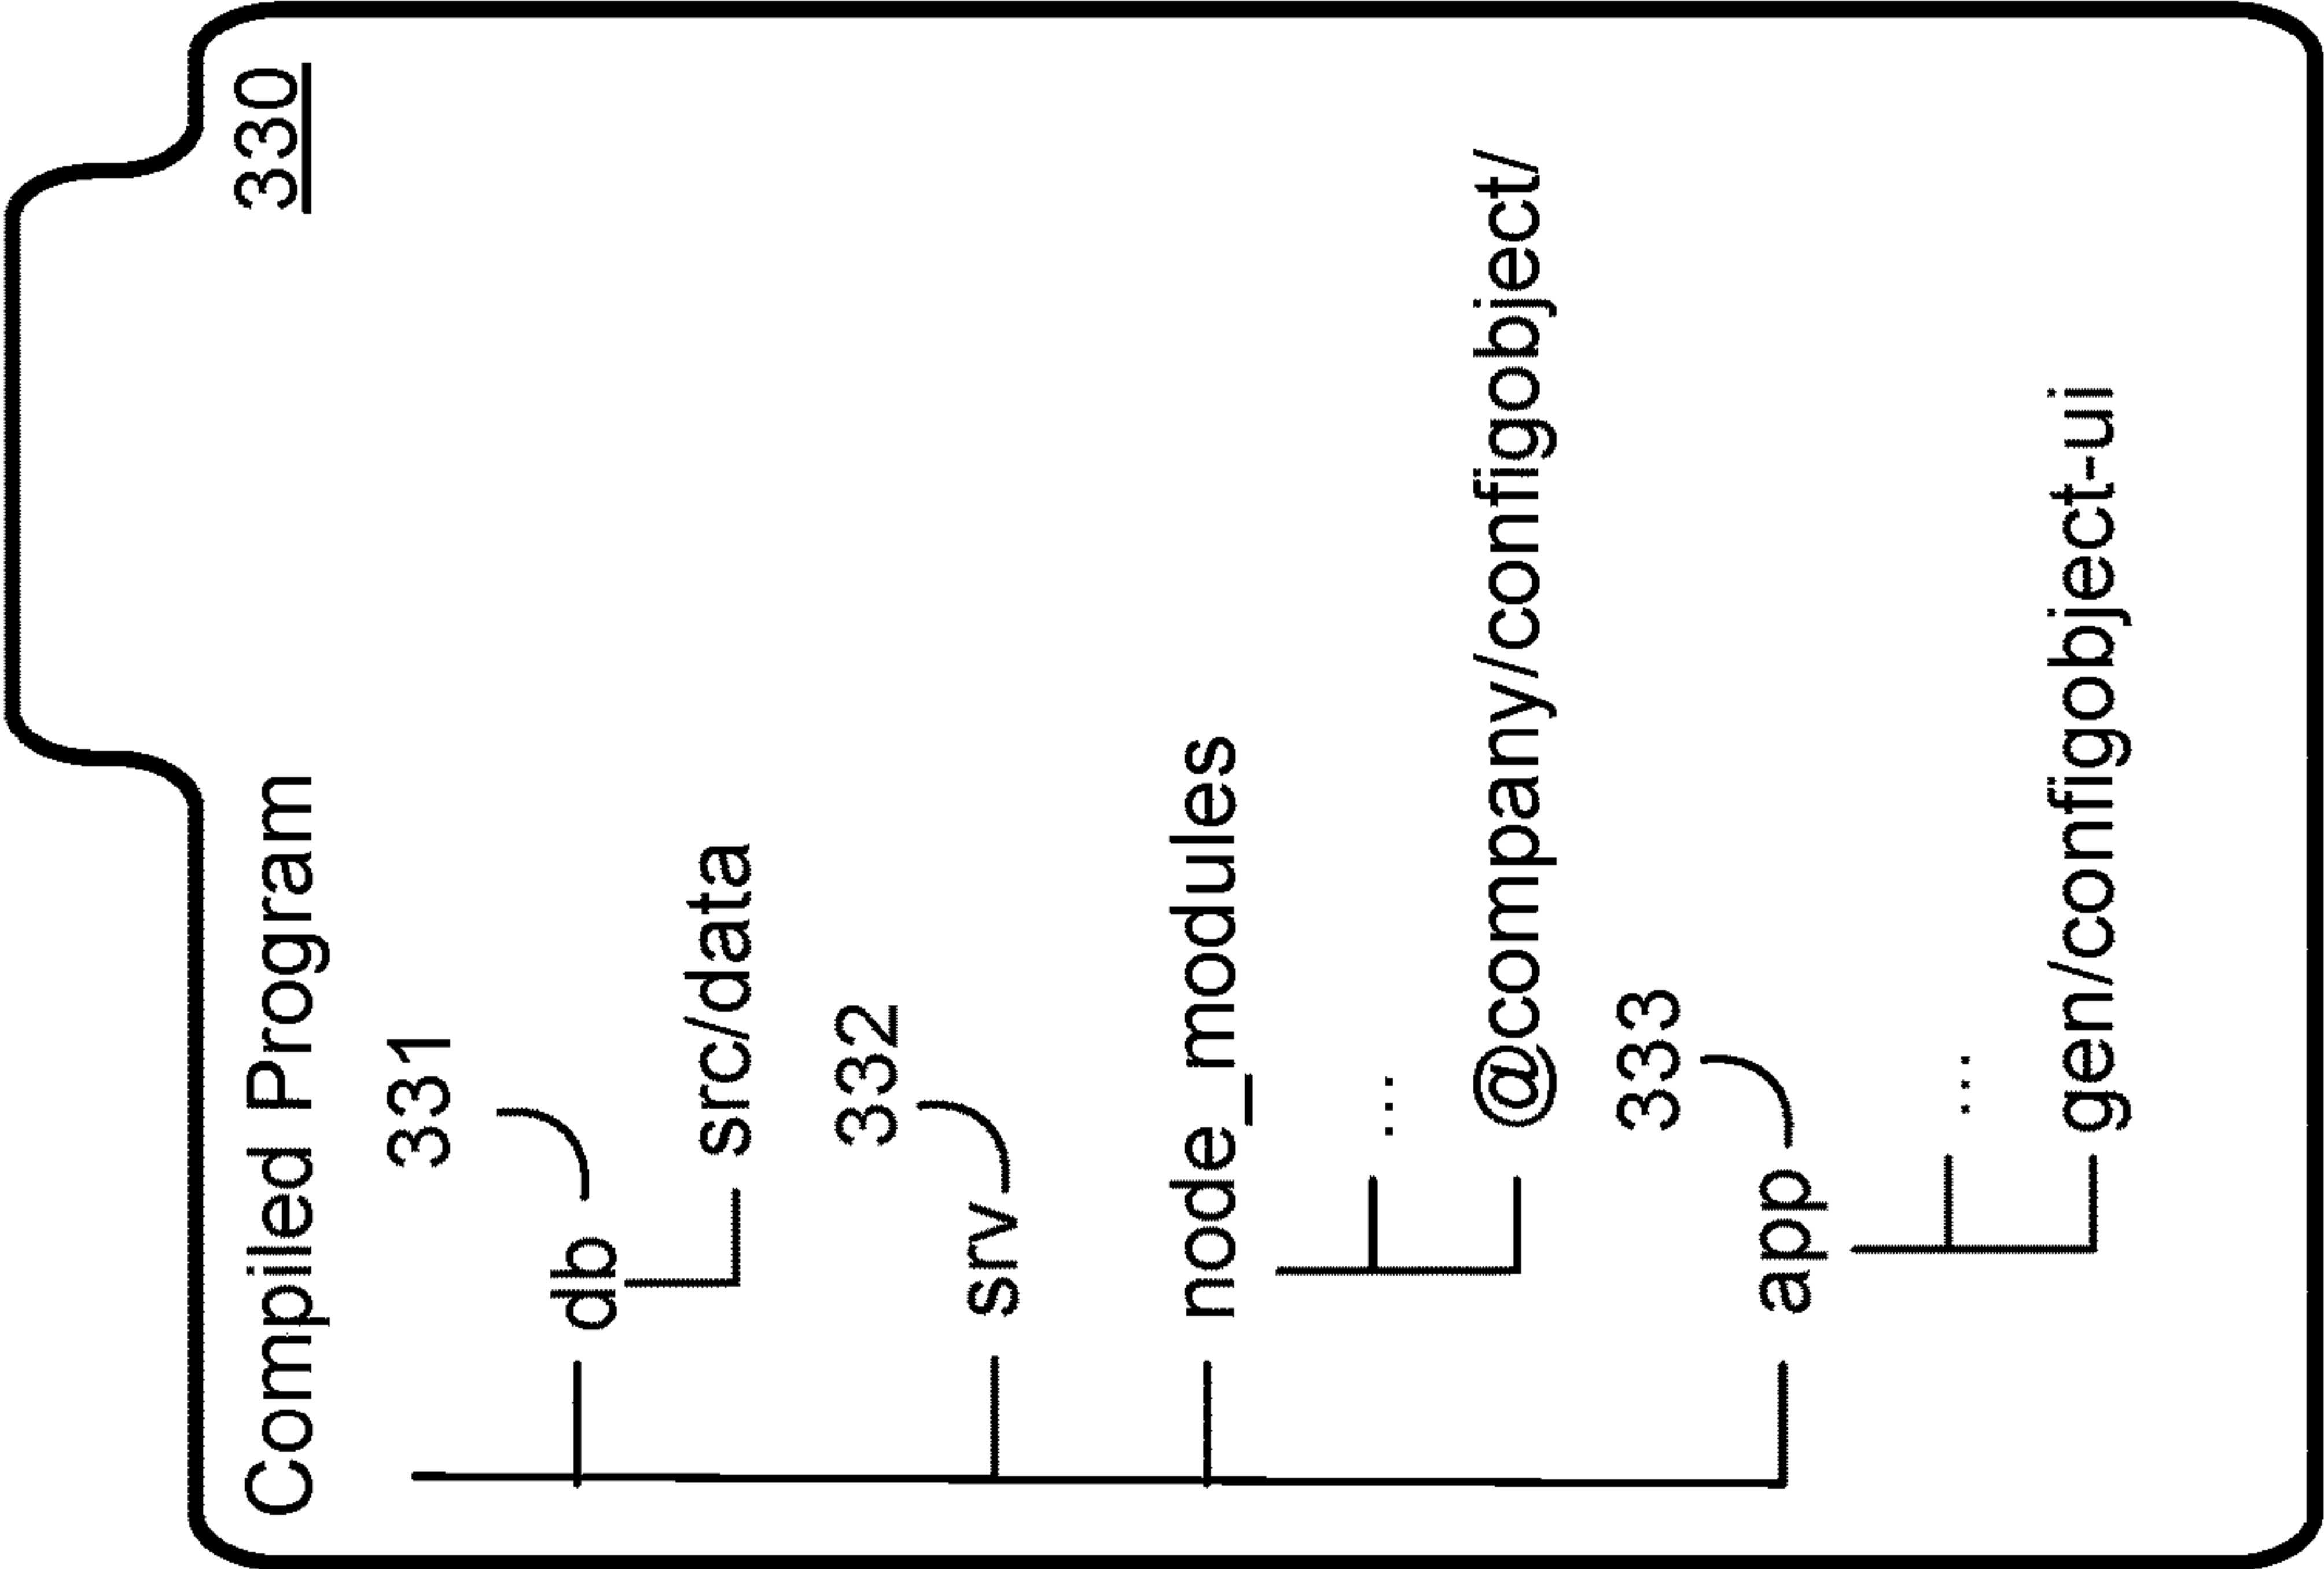 Compiled Program 330
331
db
src/data
332
srv
node_modules
...
@company/configobject/
333
app
...
gen/configobject-ui